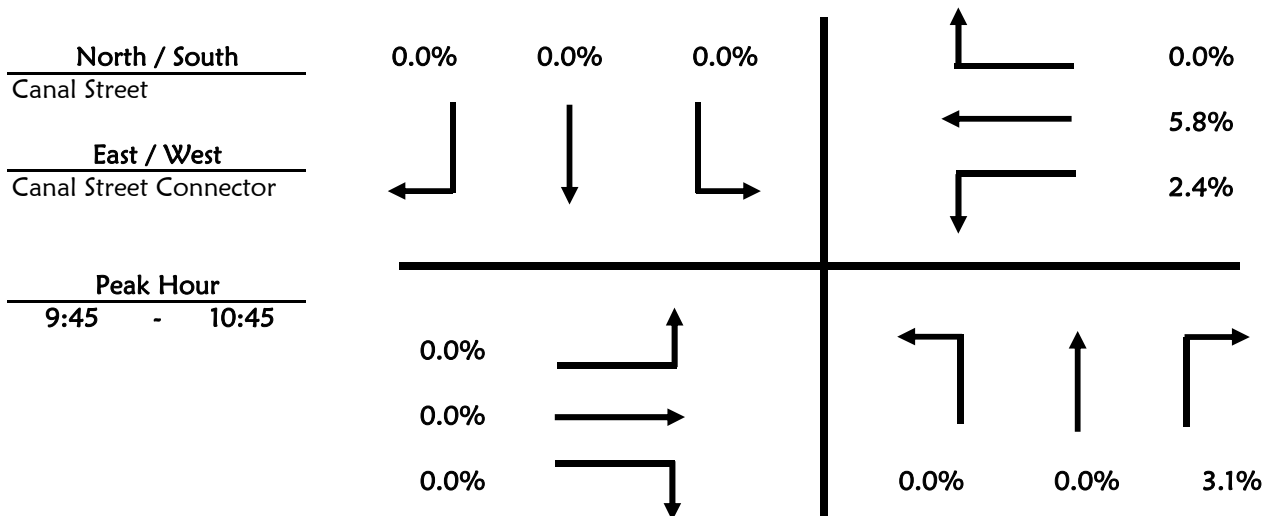 North / South
Canal Street
East / West
Canal Street Connector
Peak Hour
9:45 - 10:45
0.0% 0.0% 0.0%
0.0%
5.8%
2.4%
0.0%
0.0%
0.0%
0.0% 0.0% 3.1%